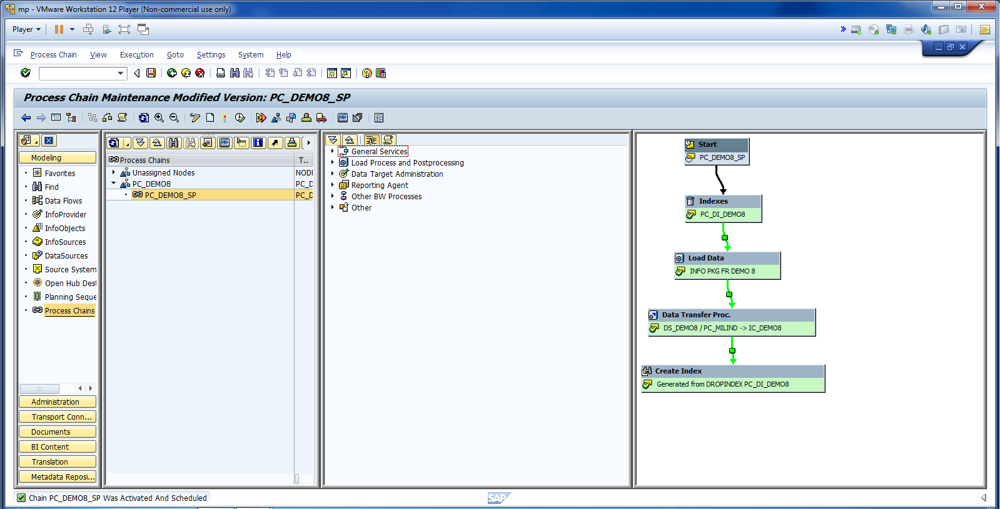 mp - VMware Workstation 12 Player (Non-commercial use only)
Player
Process Chain View Execution Goto Settings System Help
Process Chain Maintenance Modified Version: PC_DEMO8_SP
Modeling
Favorites
Find
Data Flows
InfoProvider
InfoObjects
InfoSources
DataSources
Source System
Open Hub Dest
Planning Seque
Process Chains
Administration
Transport Conn...
Documents
BI Content
Translation
Metadata Reposi...
Process Chains T..
Unassigned Nodes NODI
PC_DEMO8 PC_D
PC_DEMO8_SP PC_D
General Services
Load Process and Postprocessing
Data Target Administration
Reporting Agent
Other BW Processes
Other
Start
PC_DEMO8_SP
Indexes
PC_DI_DEMO8
Load Data
INFO PKG FR DEMO 8
Data Transfer Proc.
DS_DEMO8 / PC_MILIND -> IC_DEMO8
Create Index
Generated from DROPINDEX PC_DI_DEMO8
Chain PC_DEMO8_SP Was Activated And Scheduled
SAP